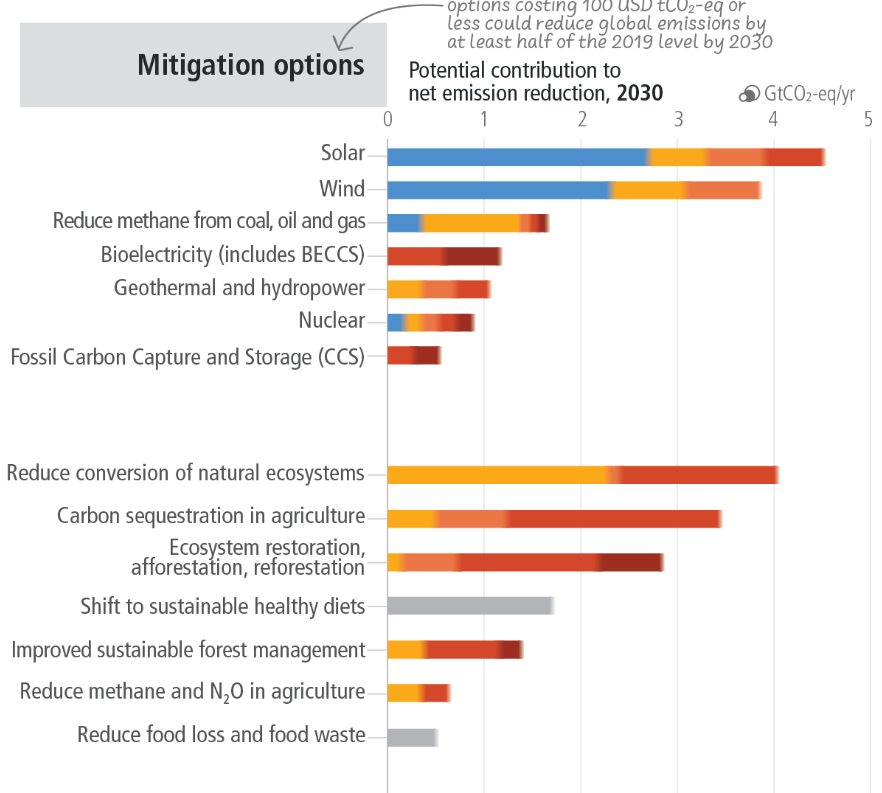 options costing 100 USD tCO₂-eq or
less could reduce global emissions by
at least half of the 2019 level by 2030
Mitigation options
Potential contribution to
net emission reduction, 2030
GtCO₂-eq/yr
0 1 2 3 4 5
Solar
Wind
Reduce methane from coal, oil and gas
Bioelectricity (includes BECCS)
Geothermal and hydropower
Nuclear
Fossil Carbon Capture and Storage (CCS)
Reduce conversion of natural ecosystems
Carbon sequestration in agriculture
Ecosystem restoration,
afforestation, reforestation
Shift to sustainable healthy diets
Improved sustainable forest management
Reduce methane and N₂O in agriculture
Reduce food loss and food waste